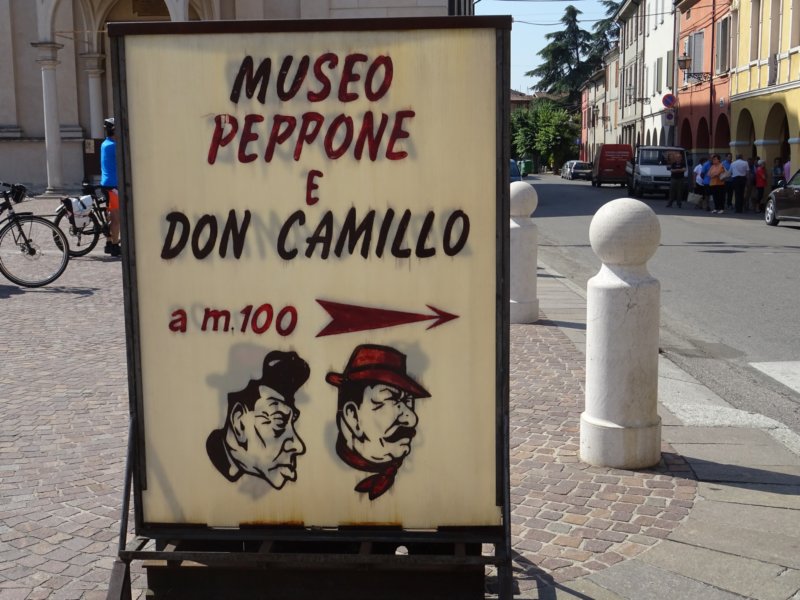 MUSEO
PEPPONE
E
DON CAMILLO
a m.100